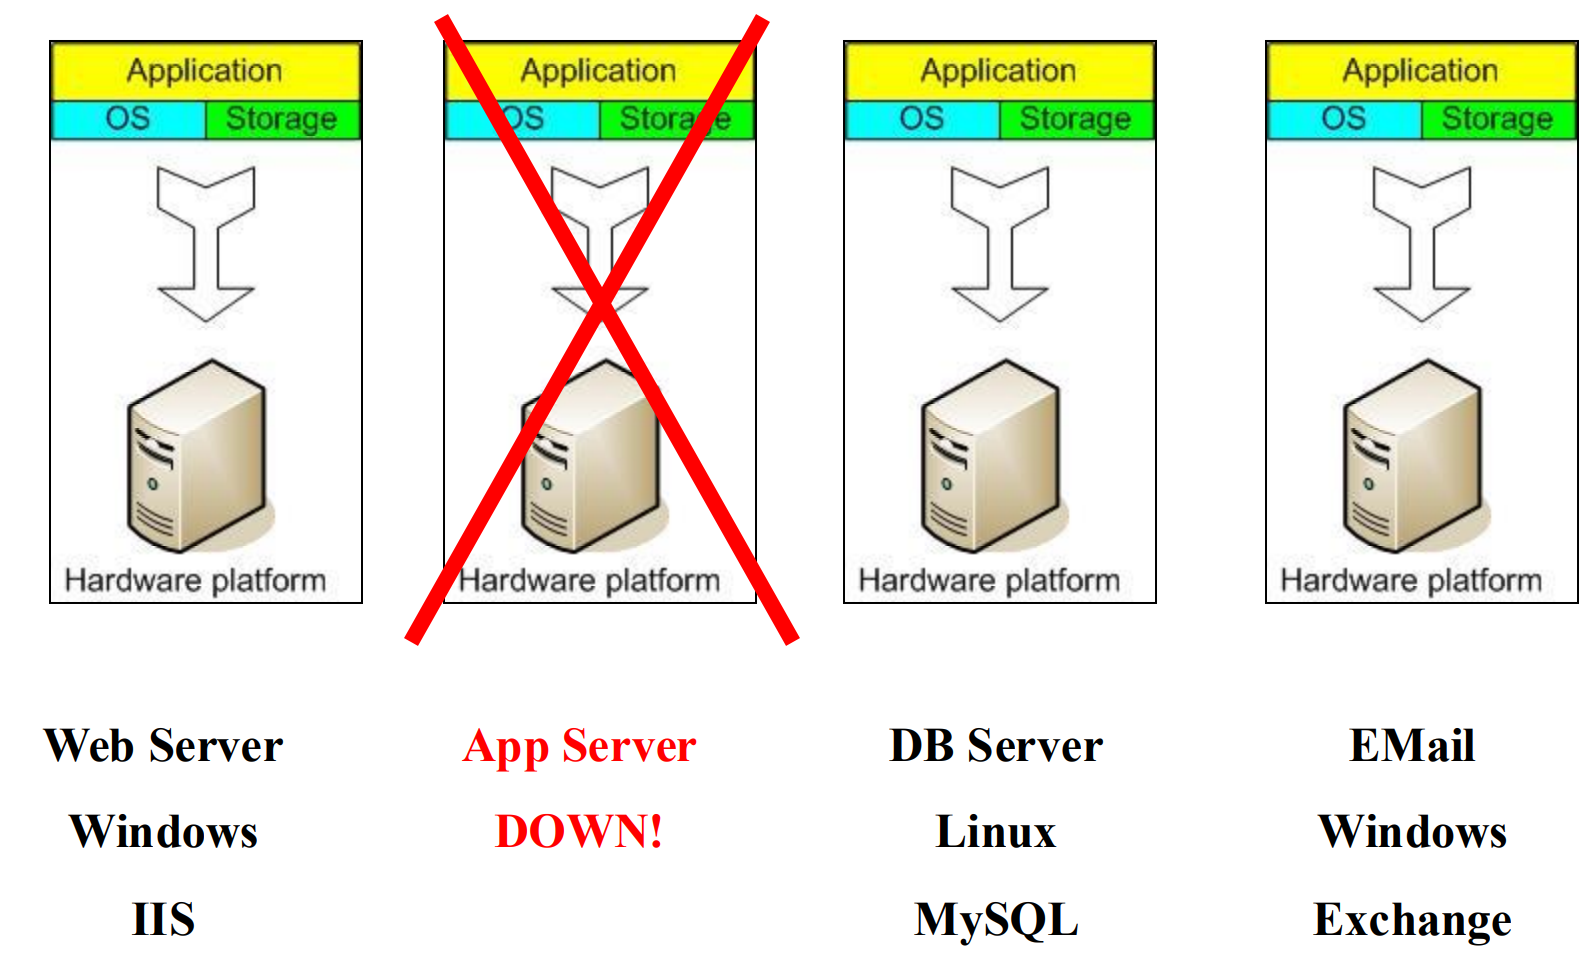 Application
OS Storage
Hardware platform
Application
OS Storage
Hardware platform
Application
OS Storage
Hardware platform
Application
OS Storage
Hardware platform
Web Server
Windows
IIS
App Server
DOWN!
DB Server
Linux
MySQL
EMail
Windows
Exchange